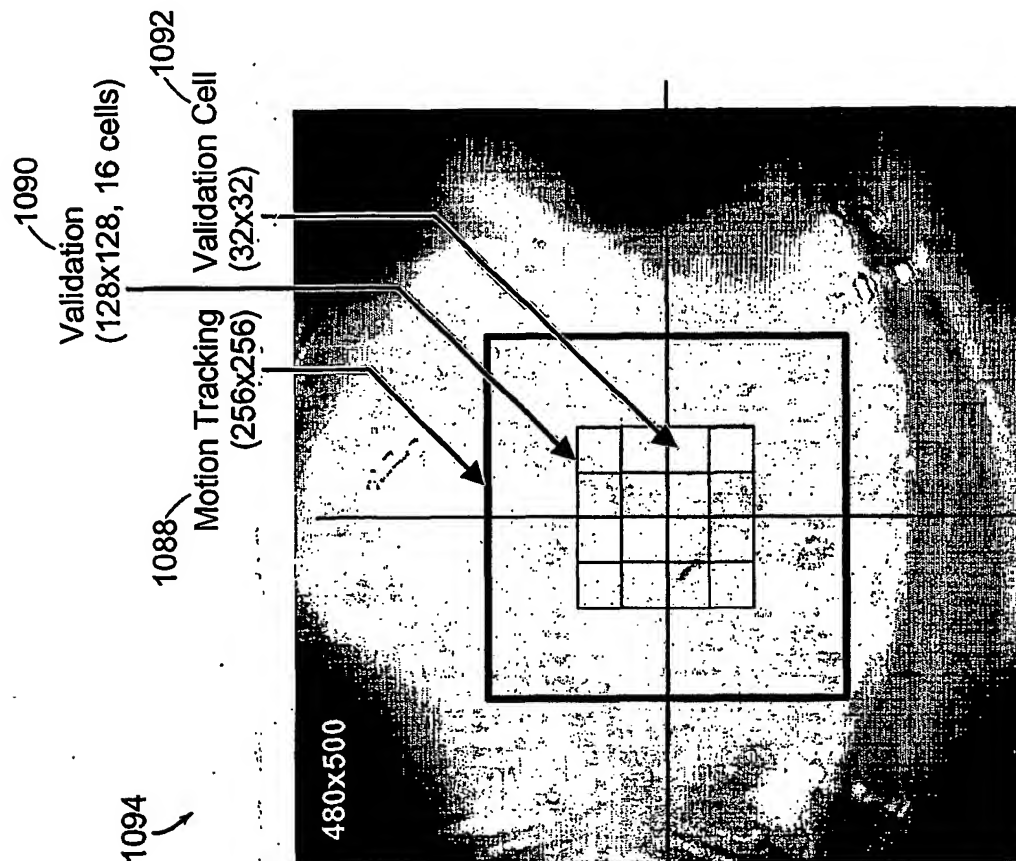 1094
1088
Motion Tracking
(256x256)
1090
Validation
(128x128, 16 cells)
1092
Validation Cell
(32x32)
480x500